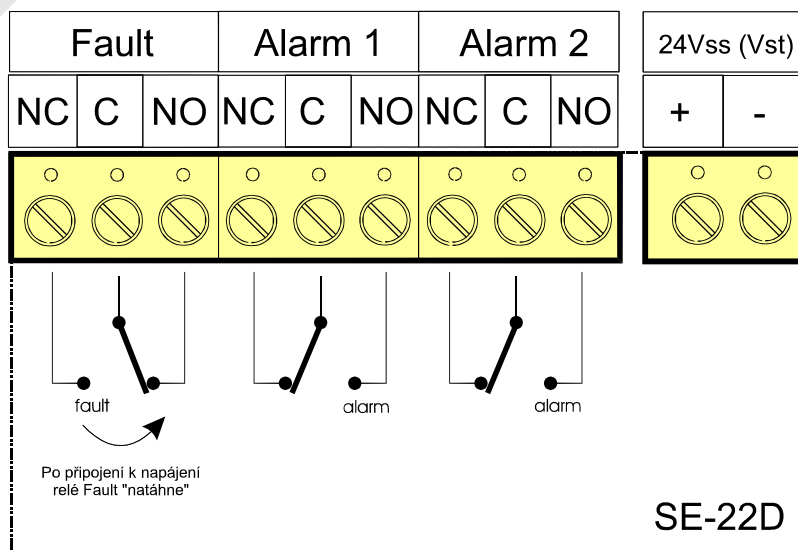 Fault Alarm 1 Alarm 2 24Vss (Vst)
NC C NO NC C NO NC C NO + -
fault alarm alarm
Po připojení k napájení
relé Fault "natáhne"
SE-22D